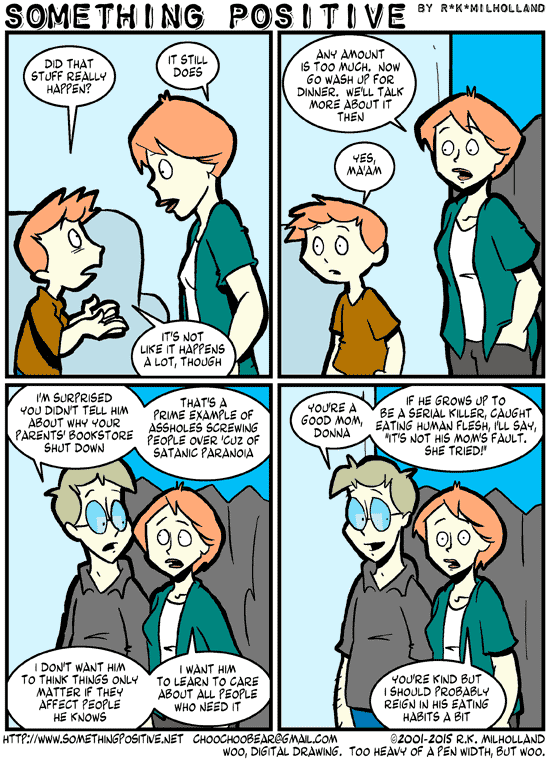 SOMETHING POSITIVE BY R*K*MILHOLLAND
DID THAT
STUFF REALLY
HAPPEN?
IT STILL
DOES
IT'S NOT
LIKE IT HAPPENS
A LOT, THOUGH
ANY AMOUNT
IS TOO MUCH. NOW
GO WASH UP FOR
DINNER. WE'LL TALK
MORE ABOUT IT
THEN
YES,
MA'AM
I'M SURPRISED
YOU DIDN'T TELL HIM
ABOUT WHY YOUR
PARENTS' BOOKSTORE
SHUT DOWN
THAT'S A
PRIME EXAMPLE OF
ASSHOLES SCREWING
PEOPLE OVER 'CUZ OF
SATANIC PARANOIA
I DON'T WANT HIM
TO THINK THINGS ONLY
MATTER IF THEY
AFFECT PEOPLE
HE KNOWS
I WANT HIM
TO LEARN TO CARE
ABOUT ALL PEOPLE
WHO NEED IT
YOU'RE A
GOOD MOM,
DONNA
IF HE GROWS UP TO
BE A SERIAL KILLER, CAUGHT
EATING HUMAN FLESH, I'LL SAY,
"IT'S NOT HIS MOM'S FAULT.
SHE TRIED!"
YOU'RE KIND BUT
I SHOULD PROBABLY
REIGN IN HIS EATING
HABITS A BIT
HTTP://WWW.SOMETHINGPOSITIVE.NET CHOOCHOOBEAR@GMAIL.COM ©2001-2015 R.K. MILHOLLAND
WOO, DIGITAL DRAWING. TOO HEAVY OF A PEN WIDTH, BUT WOO.